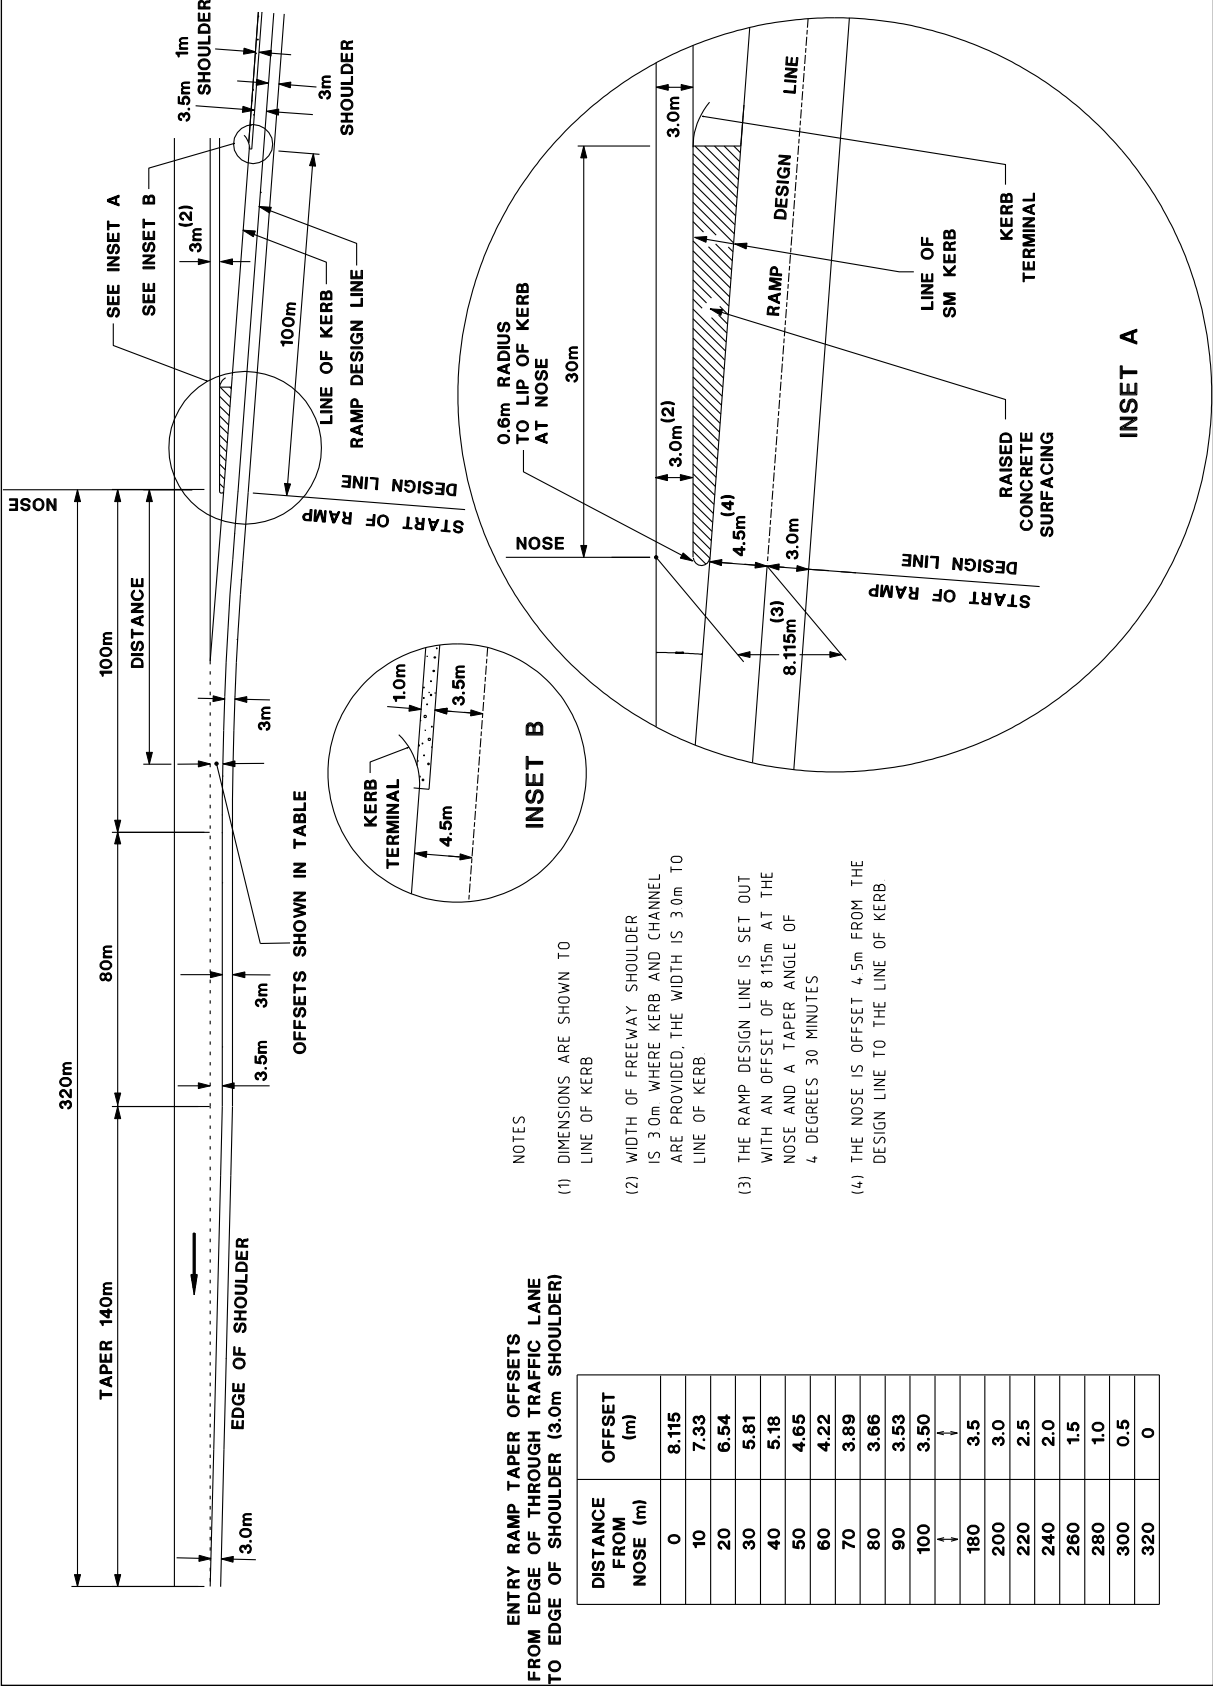 320m
TAPER 140m
80m
100m
DISTANCE
NOSE
SEE INSET A
SEE INSET B
3m(2)
3.5m
1m
SHOULDER
3m
SHOULDER
100m
LINE OF KERB
RAMP DESIGN LINE
START OF RAMP
DESIGN LINE
3m
3m
3.5m
OFFSETS SHOWN IN TABLE
EDGE OF SHOULDER
3.0m
ENTRY RAMP TAPER OFFSETS
FROM EDGE OF THROUGH TRAFFIC LANE
TO EDGE OF SHOULDER (3.0m SHOULDER)
DISTANCE FROM NOSE (m) OFFSET (m)
0 8.115
10 7.33
20 6.54
30 5.81
40 5.18
50 4.65
60 4.22
70 3.89
80 3.66
90 3.53
100 3.50
↔ ↔
180 3.5
200 3.0
220 2.5
240 2.0
260 1.5
280 1.0
300 0.5
320 0
NOTES
(1) DIMENSIONS ARE SHOWN TO
LINE OF KERB
(2) WIDTH OF FREEWAY SHOULDER
IS 3.0m. WHERE KERB AND CHANNEL
ARE PROVIDED, THE WIDTH IS 3.0m TO
LINE OF KERB.
(3) THE RAMP DESIGN LINE IS SET OUT
WITH AN OFFSET OF 8.115m AT THE
NOSE AND A TAPER ANGLE OF
4 DEGREES 30 MINUTES
(4) THE NOSE IS OFFSET 4.5m FROM THE
DESIGN LINE TO THE LINE OF KERB.
KERB
TERMINAL
1.0m
3.5m
4.5m
INSET B
0.6m RADIUS
TO LIP OF KERB
AT NOSE
NOSE
30m
3.0m(2)
3.0m
4.5m(4)
3.0m
8.115m(3)
START OF RAMP
DESIGN LINE
RAMP DESIGN LINE
LINE OF
SM KERB
KERB
TERMINAL
RAISED
CONCRETE
SURFACING
INSET A